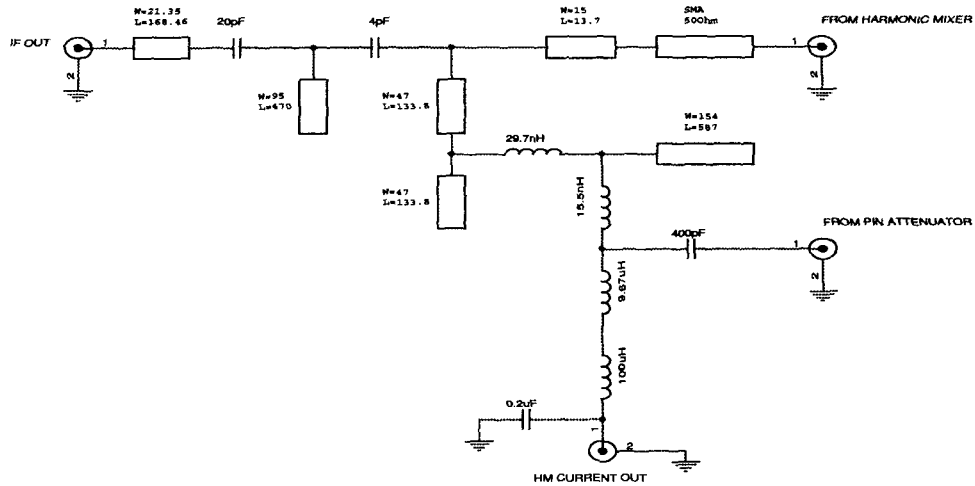 W=21.35
L=168.46
20pF
4pF
W=15
L=13.7
SMA
50Ohm
FROM HARMONIC MIXER
IF OUT
1
2
1
2
W=95
L=470
W=47
L=133.8
W=154
L=587
29.7nH
W=47
L=133.8
15.5nH
FROM PIN ATTENUATOR
400pF
1
2
9.67uH
100uH
0.2uF
1
2
HM CURRENT OUT